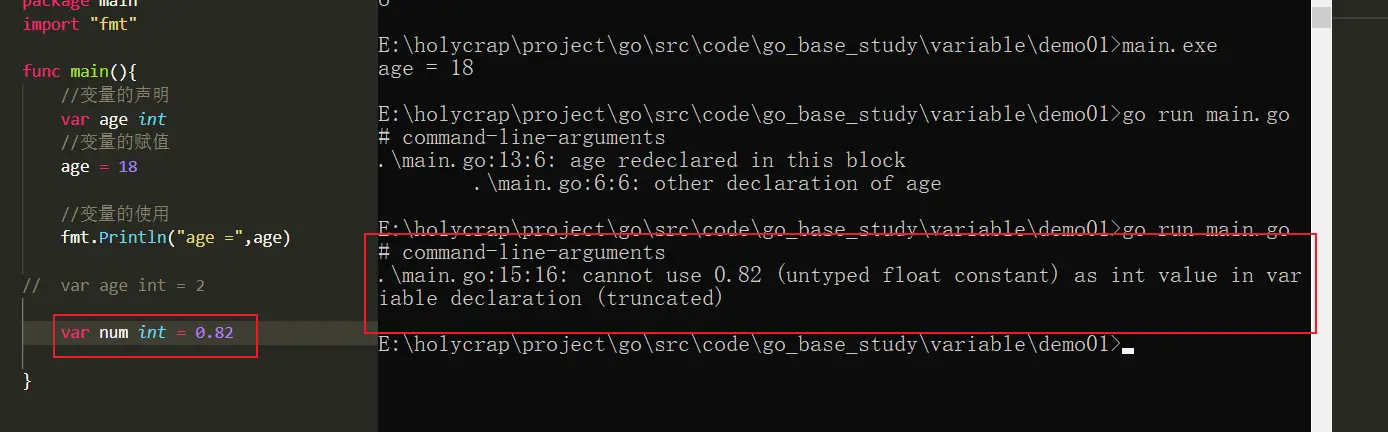 package main
import "fmt"
func main(){
//变量的声明
var age int
//变量的赋值
age = 18
//变量的使用
fmt.Println("age =",age)
// var age int = 2
var num int = 0.82
}
E:\holycrap\project\go\src\code\go_base_study\variable\demo01>main.exe
age = 18
E:\holycrap\project\go\src\code\go_base_study\variable\demo01>go run main.go
# command-line-arguments
.\main.go:13:6: age redeclared in this block
.\main.go:6:6: other declaration of age
E:\holycrap\project\go\src\code\go_base_study\variable\demo01>go run main.go
# command-line-arguments
.\main.go:15:16: cannot use 0.82 (untyped float constant) as int value in var
iable declaration (truncated)
E:\holycrap\project\go\src\code\go_base_study\variable\demo01>